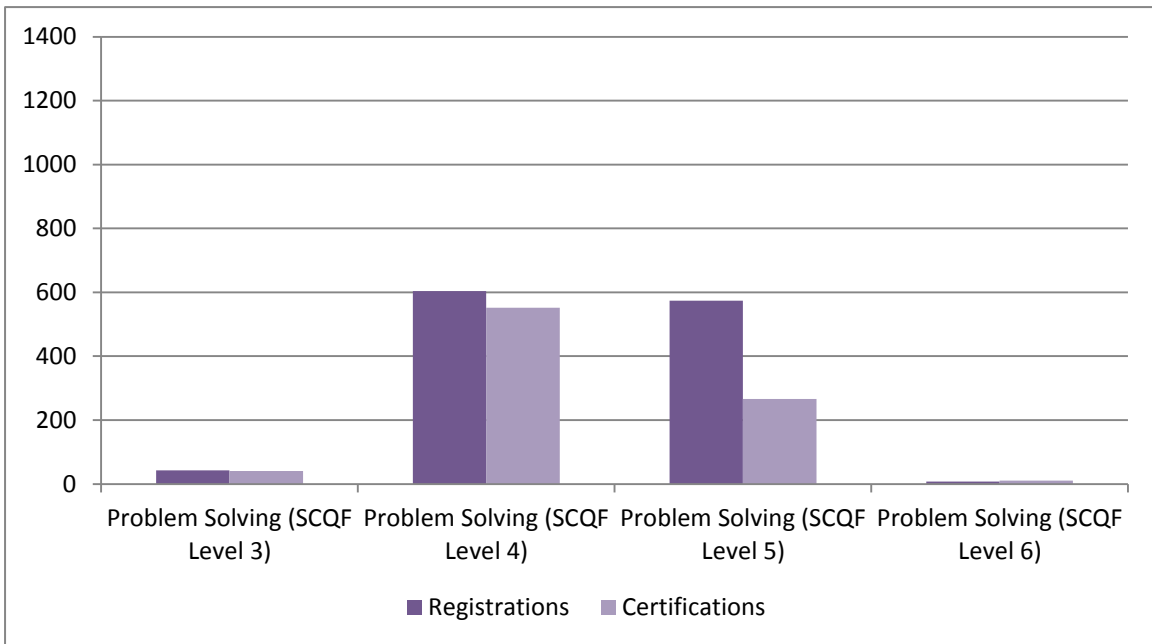 1400
1200
1000
800
600
400
200
0
Problem Solving (SCQF Level 3)
Problem Solving (SCQF Level 4)
Problem Solving (SCQF Level 5)
Problem Solving (SCQF Level 6)
Registrations
Certifications